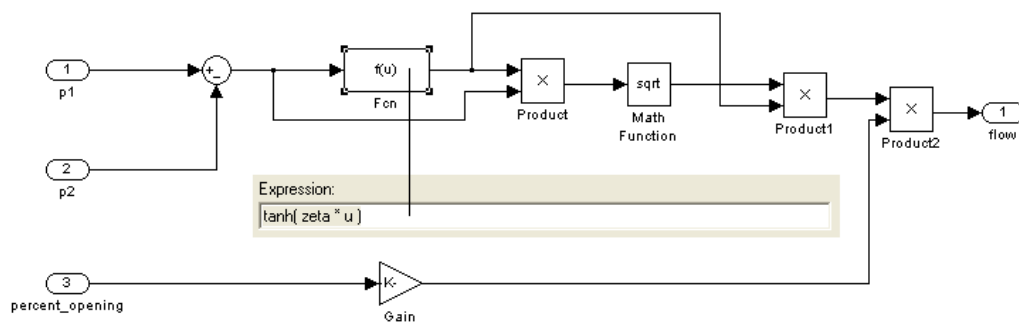 1
p1
+
-
f(u)
Fcn
×
Product
sqrt
Math
Function
×
Product1
×
Product2
1
flow
2
p2
Expression:
tanh( zeta * u )
3
percent_opening
-K-
Gain